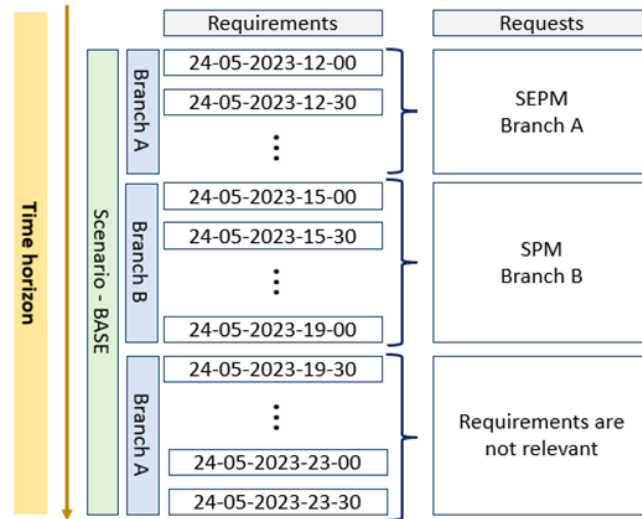 Requirements
Requests
Time horizon
Scenario - BASE
Branch A
24-05-2023-12-00
24-05-2023-12-30
SEPM
Branch A
Branch B
24-05-2023-15-00
24-05-2023-15-30
24-05-2023-19-00
SPM
Branch B
Branch A
24-05-2023-19-30
24-05-2023-23-00
24-05-2023-23-30
Requirements are
not relevant